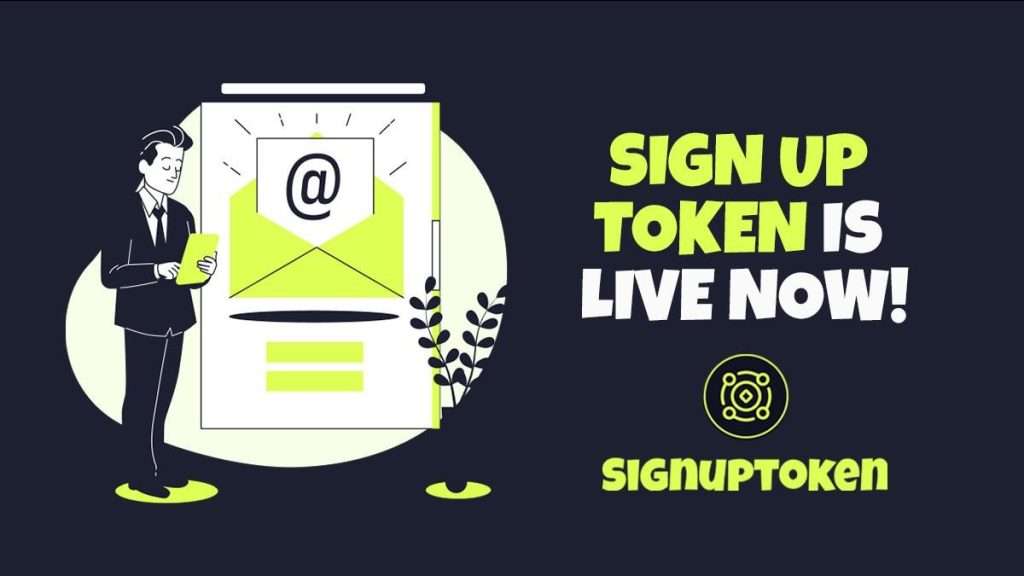 @
SIGN UP
TOKEN IS
LIVE NOW!
SIGNUPTOKEN